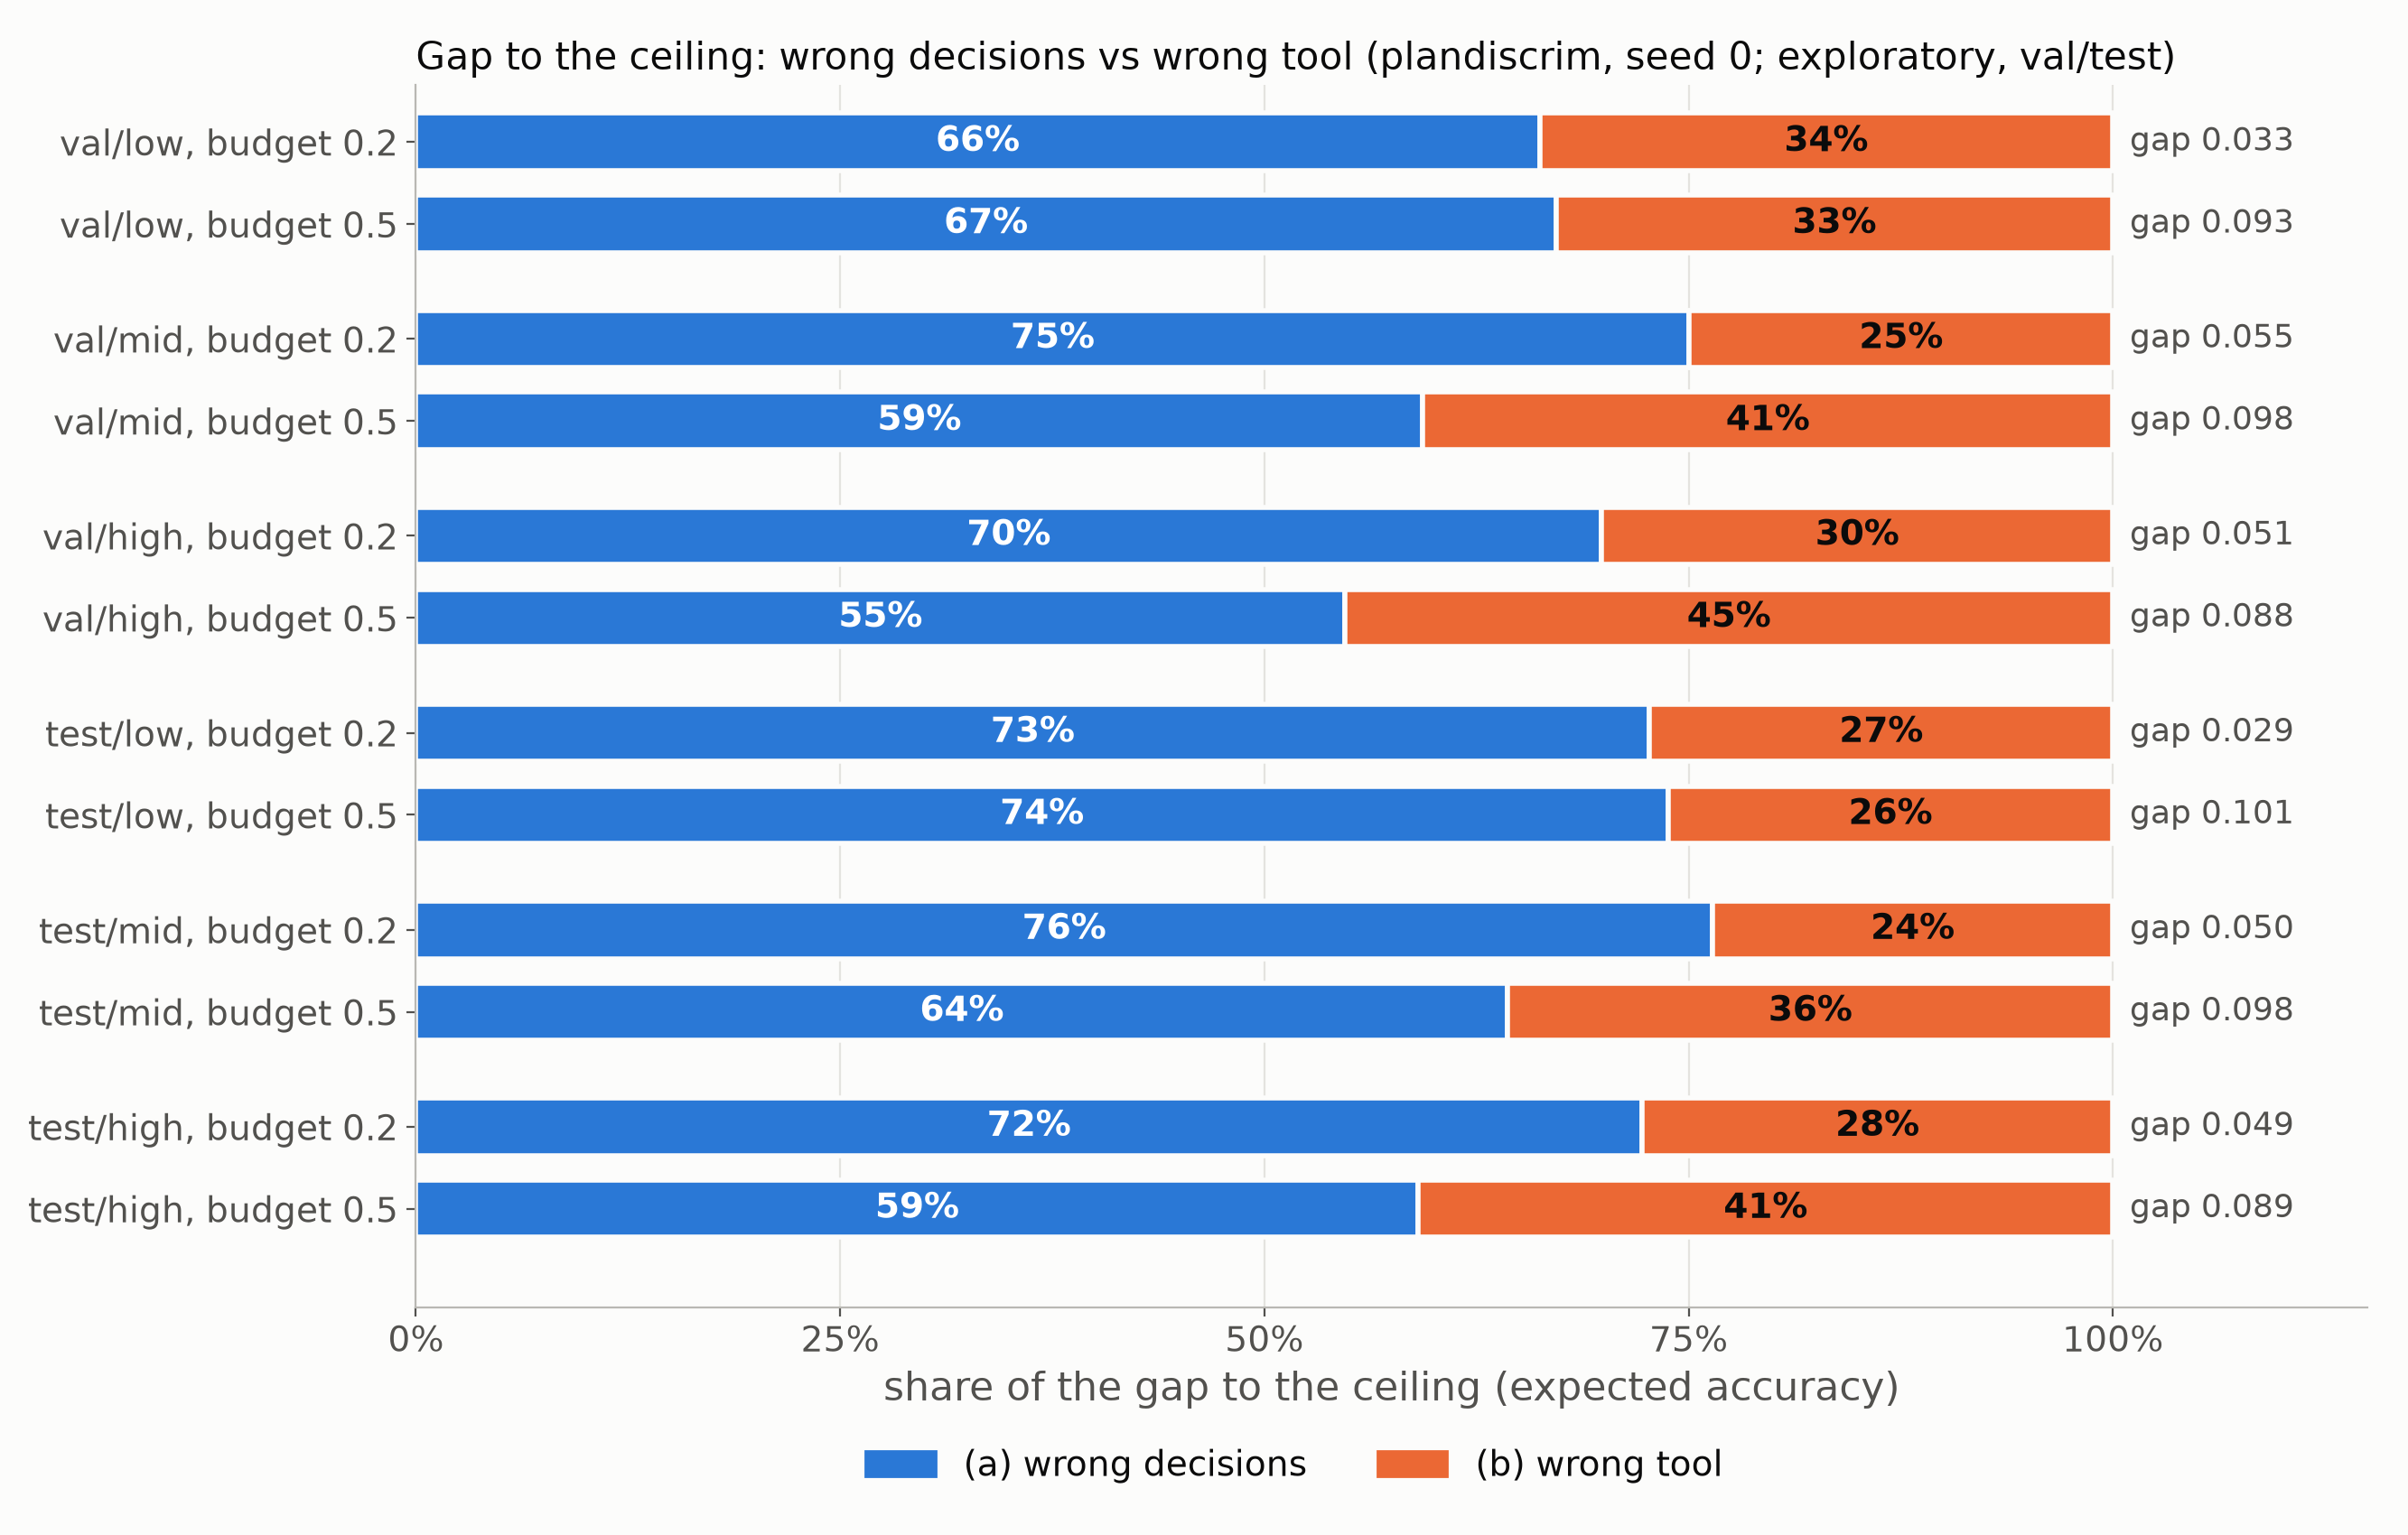 Gap to the ceiling: wrong decisions vs wrong tool (plandiscrim, seed 0; exploratory, val/test)
val/low, budget 0.2 66% 34% gap 0.033
val/low, budget 0.5 67% 33% gap 0.093
val/mid, budget 0.2 75% 25% gap 0.055
val/mid, budget 0.5 59% 41% gap 0.098
val/high, budget 0.2 70% 30% gap 0.051
val/high, budget 0.5 55% 45% gap 0.088
test/low, budget 0.2 73% 27% gap 0.029
test/low, budget 0.5 74% 26% gap 0.101
test/mid, budget 0.2 76% 24% gap 0.050
test/mid, budget 0.5 64% 36% gap 0.098
test/high, budget 0.2 72% 28% gap 0.049
test/high, budget 0.5 59% 41% gap 0.089
0% 25% 50% 75% 100%
share of the gap to the ceiling (expected accuracy)
(a) wrong decisions (b) wrong tool